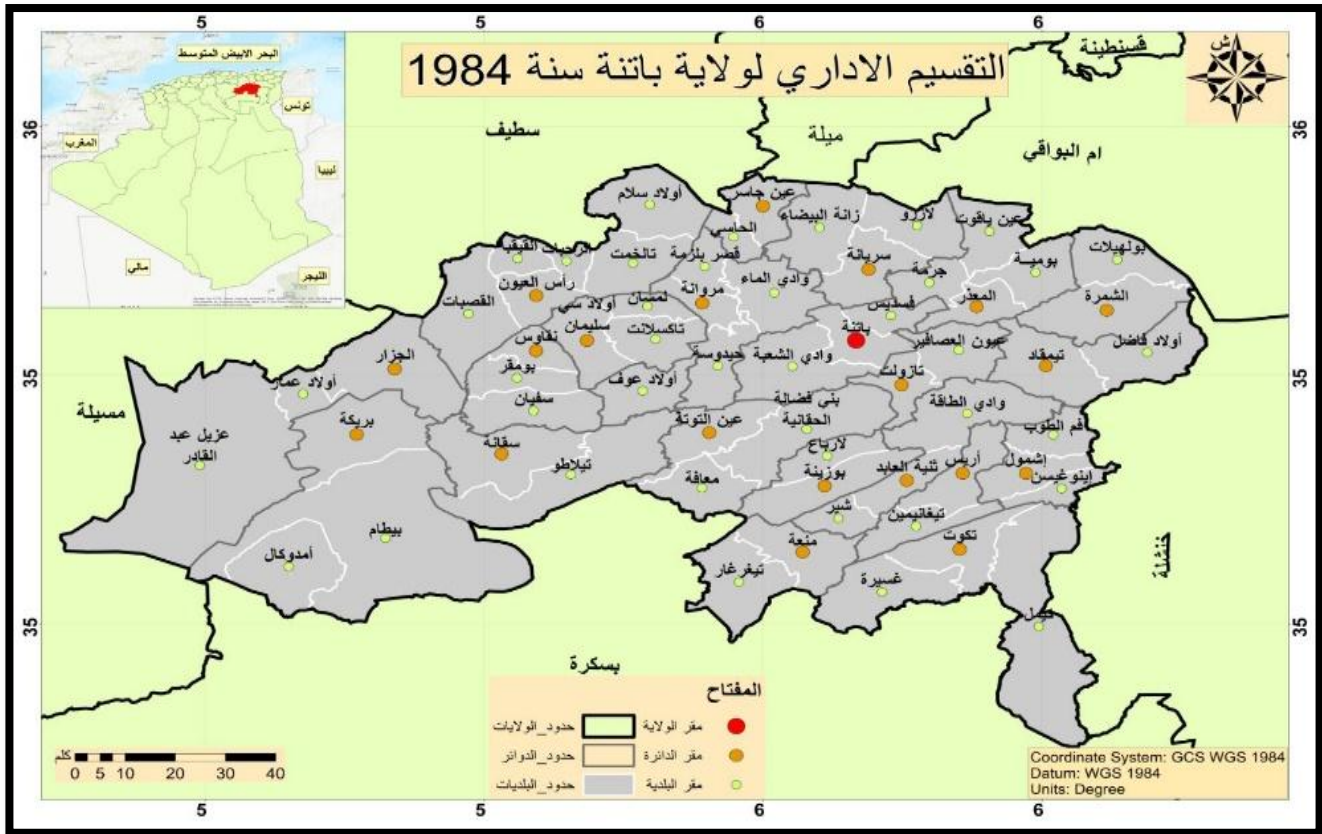 5
5
6
6
البحر الابيض المتوسط
تونس
المغرب
ليبيا
مالي
النيجر
التقسيم الاداري لولاية باتنة سنة 1984
قسنطينة
ش
36
36
سطيف
ميلة
ام البواقي
أولاد سلام
عين جاسر
الحاسي
زانة البيضاء
لازرو
عين ياقوت
القيقبا
الرحبات
تالخمت
قصر بلزمة
سريانة
جرمة
بومية
بولهيلات
رأس العيون
القصبات
أولاد سي
سليمان
لمسان
مروانة
وادي الماء
فسديس
المعذر
الشمرة
نقاوس
تاكسلانت
باتنة
عيون العصافير
أولاد فاضل
الجزار
بومقر
حيدوسة
وادي الشعبة
تازولت
تيمقاد
35
35
أولاد عمار
سفيان
أولاد عوف
بني فضالة
الحقانية
وادي الطاقة
مسيلة
عزيل عبد
القادر
بريكة
عين التوتة
فم الطوب
سقانة
تيلاطو
لارباع
معافة
بوزينة
ثنية العابد
أريس
إشمول
إينوغيسن
شير
تيغانيمين
بيطام
أمدوكال
منعة
تكوت
تيغرغار
غسيرة
خنشلة
35
35
بسكرة
المفتاح
مقر الولاية
حدود_الولايات
مقر الدائرة
حدود_الدوائر
مقر البلدية
حدود_البلديات
كلم
0 5 10 20 30 40
Coordinate System: GCS WGS 1984
Datum: WGS 1984
Units: Degree
5
5
6
6